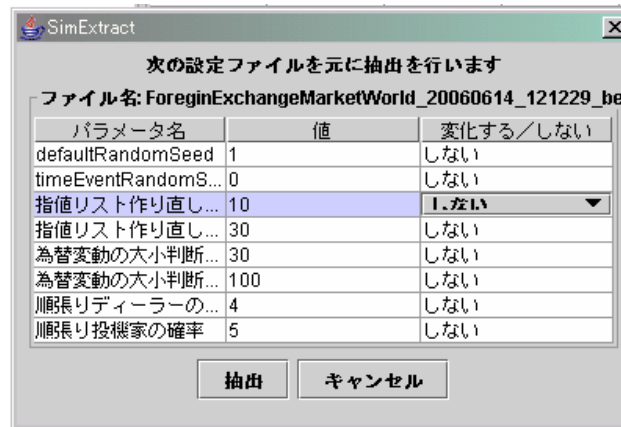 SimExtract
次の設定ファイルを元に抽出を行います
ファイル名: ForeginExchangeMarketWorld_20060614_121229_be
パラメータ名 値 変化する／しない
defaultRandomSeed 1 しない
timeEventRandomS... 0 しない
指値リスト作り直し... 10 しない
指値リスト作り直し... 30 しない
為替変動の大小判断... 30 しない
為替変動の大小判断... 100 しない
順張りディーラーの... 4 しない
順張り投機家の確率 5 しない
抽出 キャンセル